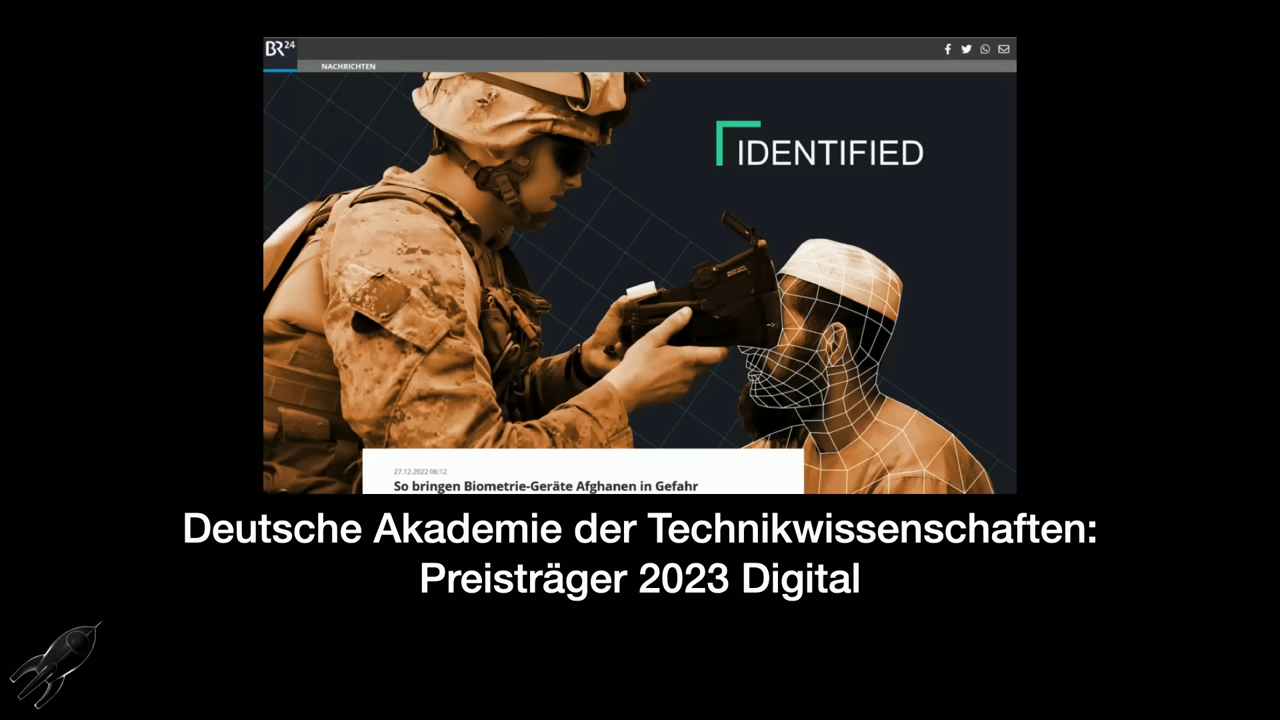 BR24
NACHRICHTEN
IDENTIFIED
27.12.2022 06:12
So bringen Biometrie-Geräte Afghanen in Gefahr
Deutsche Akademie der Technikwissenschaften:
Preisträger 2023 Digital